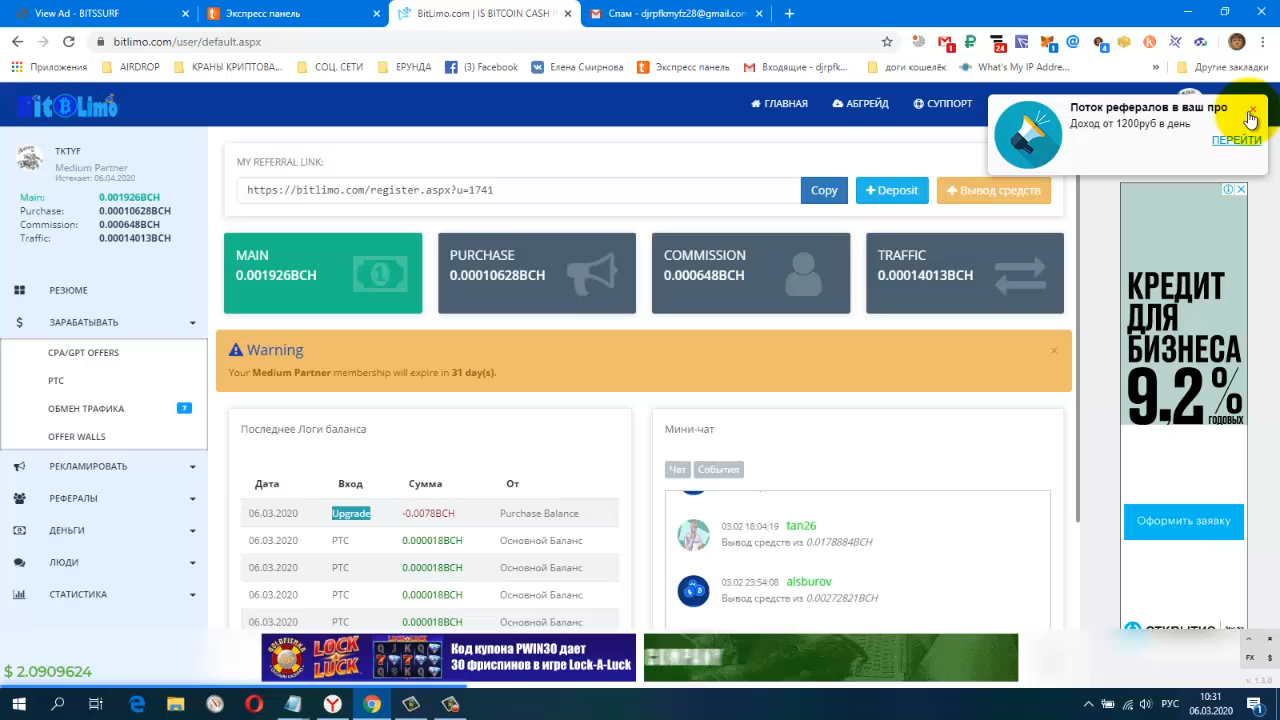 View Ad - BITSSURF
Экспресс панель
BitLimo.com | IS BITCOIN CASH
Спам - djrpfkmyfz28@gmail.com
bitlimo.com/user/default.aspx
1
24
1
4
Приложения
AIRDROP
КРАНЫ КРИПТОВА...
СОЦ. СЕТИ
ЕРУНДА
(3) Facebook
Елена Смирнова
Экспресс панель
Входящие - djrpfk...
доги кошелёк
What's My IP Addre...
»
Другие закладки
BitLimo
ГЛАВНАЯ
АБГРЕЙД
СУППОРТ
Поток рефералов в ваш про
Доход от 1200руб в день
ПЕРЕЙТИ
TKTYF
Medium Partner
Истекает: 06.04.2020
Main: 0.001926BCH
Purchase: 0.00010628BCH
Commission: 0.000648BCH
Traffic: 0.00014013BCH
РЕЗЮМЕ
ЗАРАБАТЫВАТЬ
CPA/GPT OFFERS
PTC
ОБМЕН ТРАФИКА
OFFER WALLS
РЕКЛАМИРОВАТЬ
РЕФЕРАЛЫ
ДЕНЬГИ
ЛЮДИ
СТАТИСТИКА
$ 2.0909624
MY REFERRAL LINK:
https://bitlimo.com/register.aspx?u=1741
Copy
Deposit
Вывод средств
MAIN
0.001926BCH
PURCHASE
0.00010628BCH
COMMISSION
0.000648BCH
TRAFFIC
0.00014013BCH
Warning
Your Medium Partner membership will expire in 31 day(s).
Последнее Логи баланса
Дата Вход Сумма От
06.03.2020 Upgrade -0.0078BCH Purchase Balance
06.03.2020 PTC 0.000018BCH Основной Баланс
06.03.2020 PTC 0.000018BCH Основной Баланс
06.03.2020 PTC 0.000018BCH Основной Баланс
06.03.2020 PTC 0.000018BCH Основной Баланс
Мини-чат
Чат
События
03.02 18:04:19 tan26
Вывод средств из 0.0178884BCH
03.02 23:54:08 alsburov
Вывод средств из 0.00272821BCH
КРЕДИТ
ДЛЯ
БИЗНЕСА
9.2%
ГОДОВЫХ
Оформить заявку
ОТКРЫТИЕ
LOCK
A
LUCK
Код купона PWIN30 дает
30 фриспинов в игре Lock-A-Luck
FX $
v. 1.3.0
РУС
10:31
06.03.2020
1